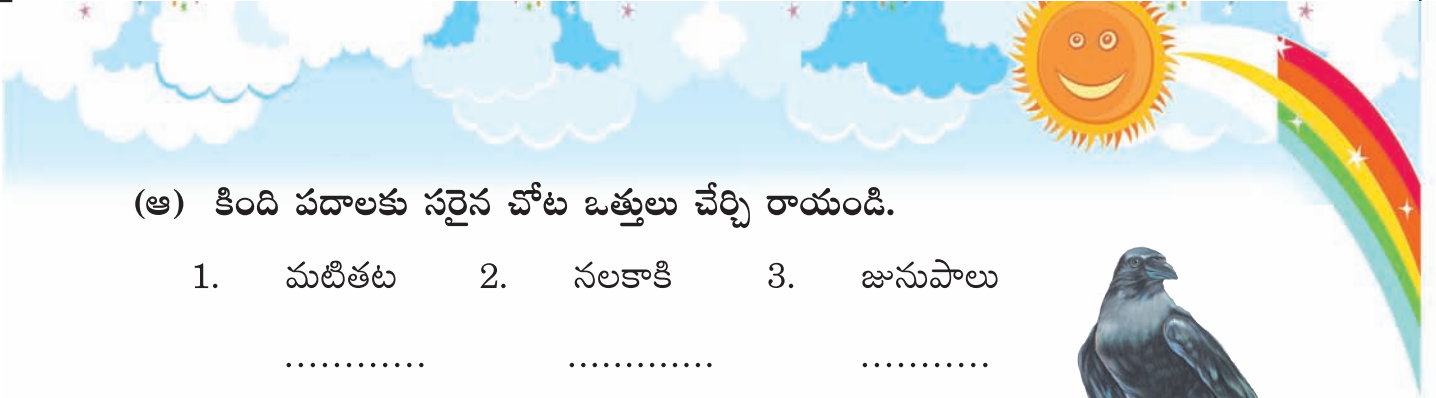 (ఆ) కింది పదాలకు సరైన చోట ఒత్తులు చేర్చి రాయండి.
1. మటితట 2. నలకాకి 3. జునుపాలు
............ ............. ...........